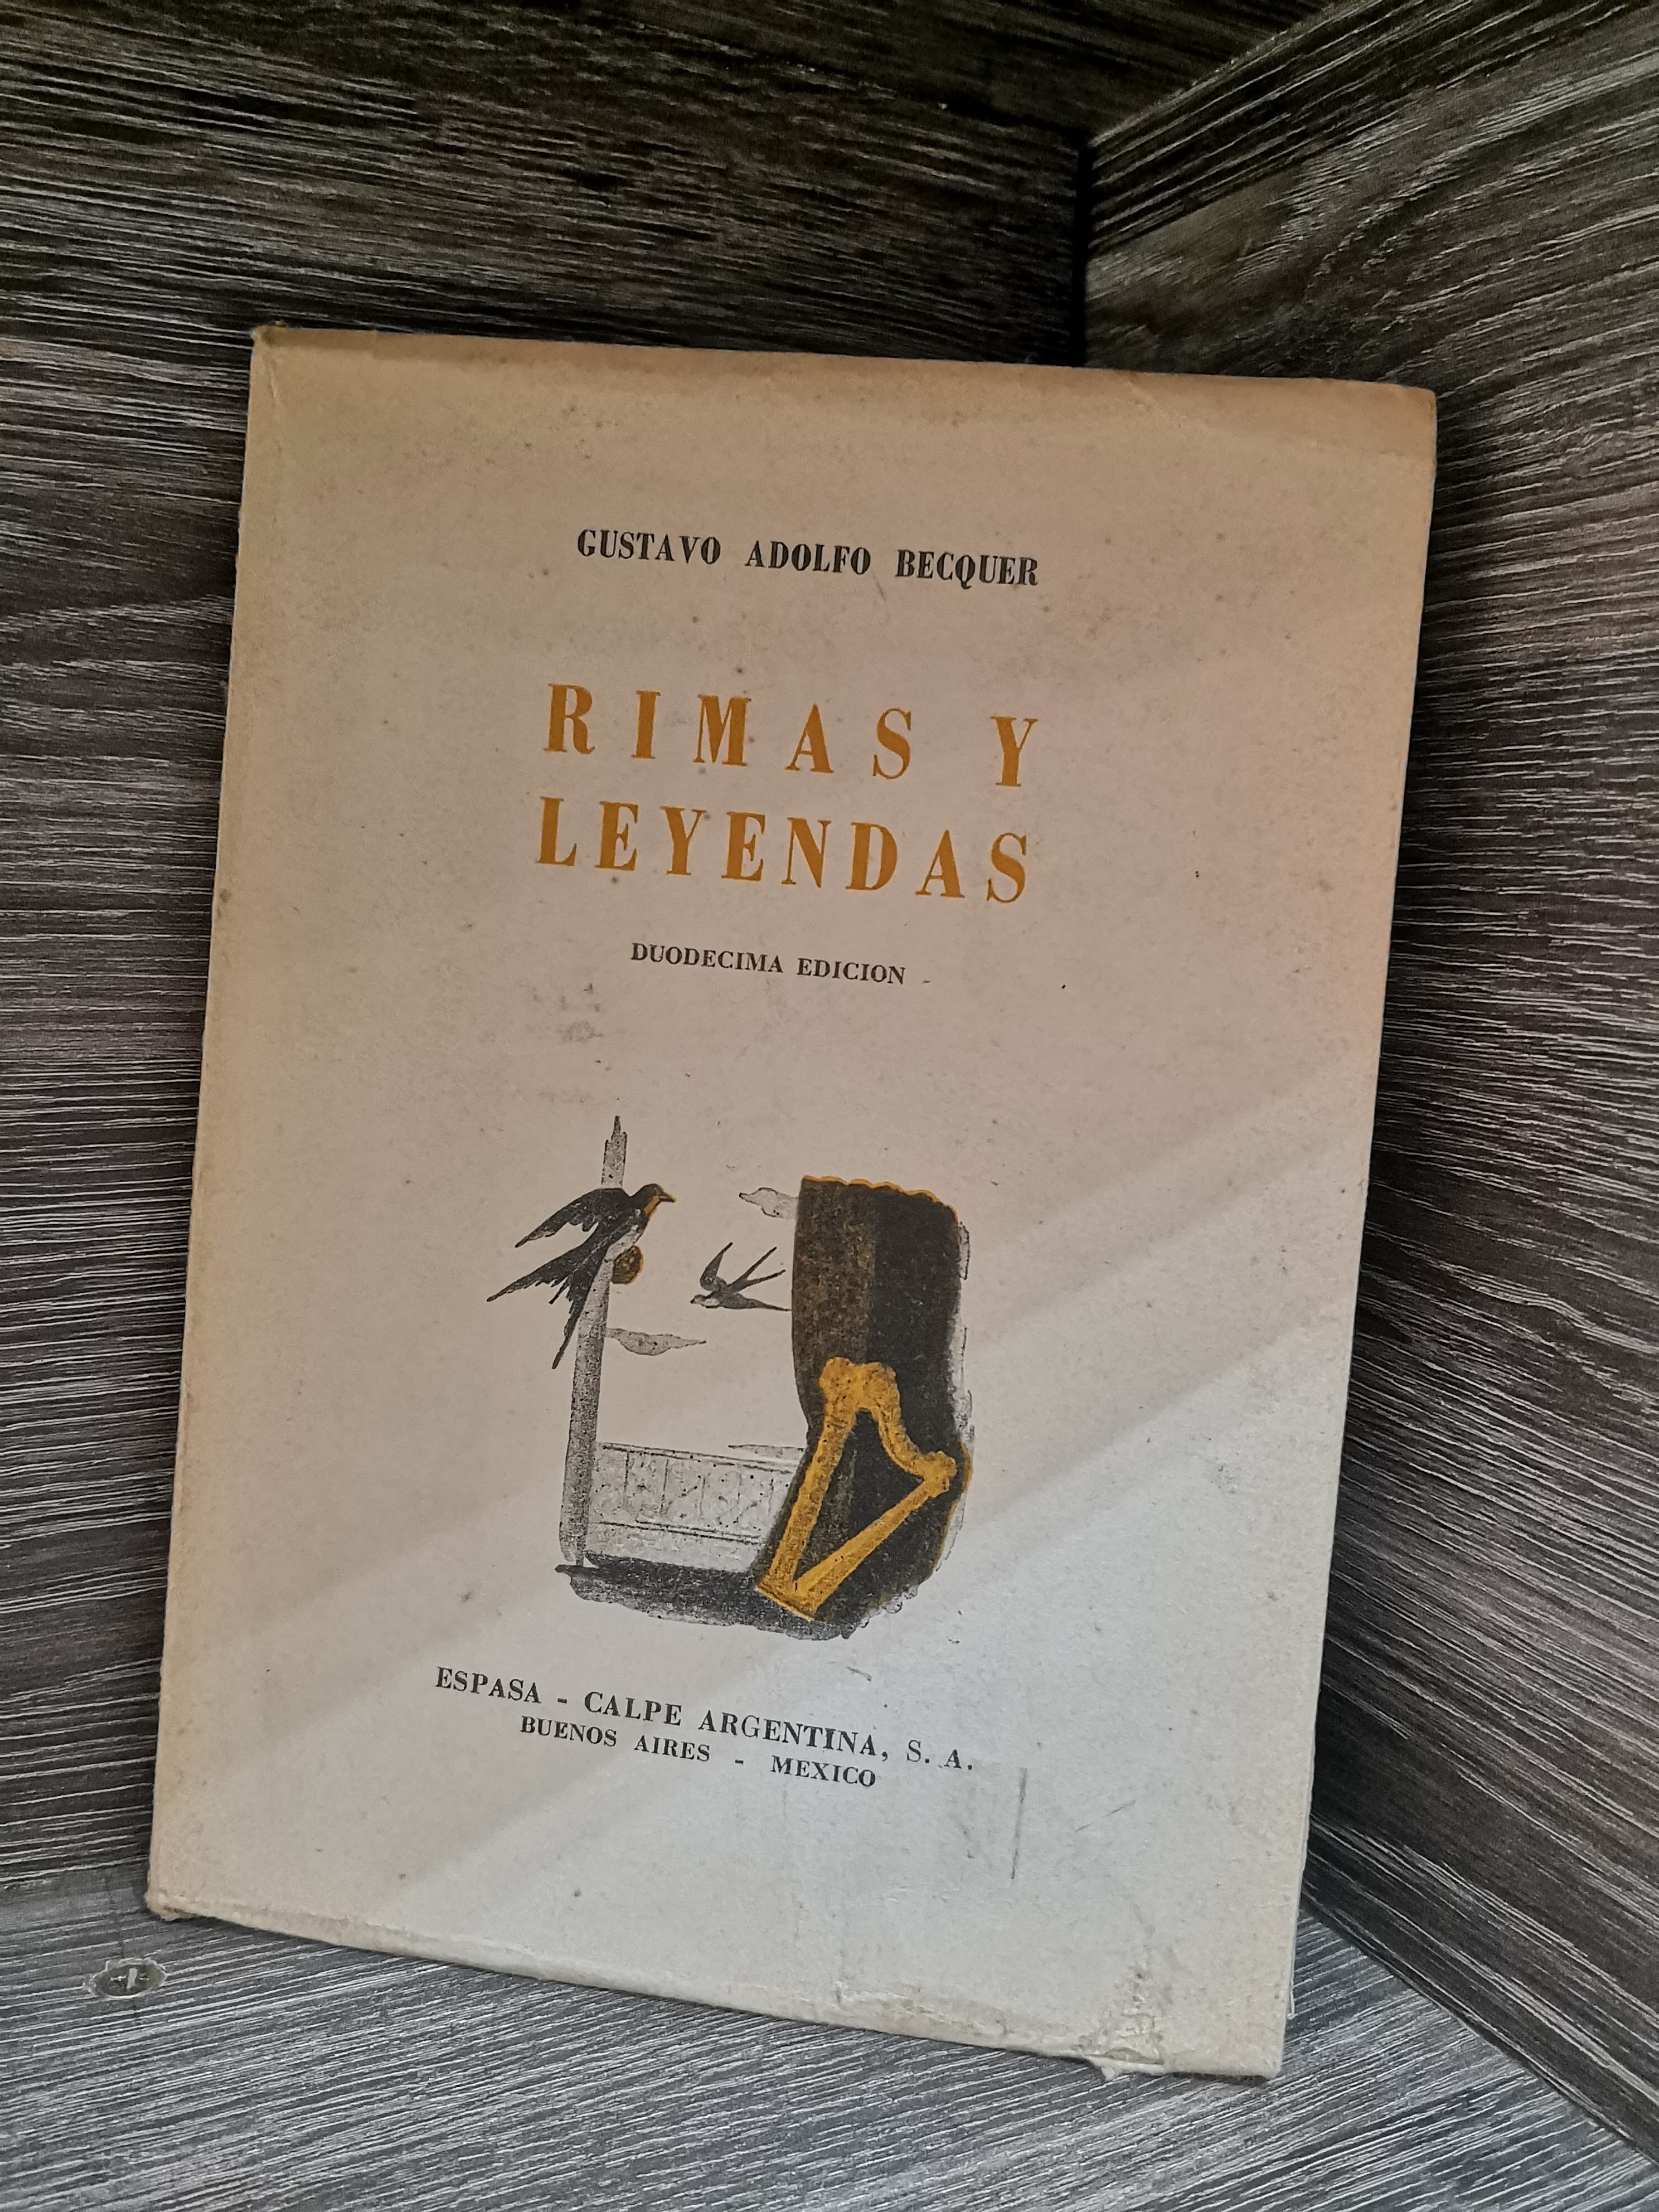 GUSTAVO ADOLFO BECQUER
RIMAS Y
LEYENDAS
DUODECIMA EDICION
ESPASA - CALPE ARGENTINA, S. A.
BUENOS AIRES - MEXICO